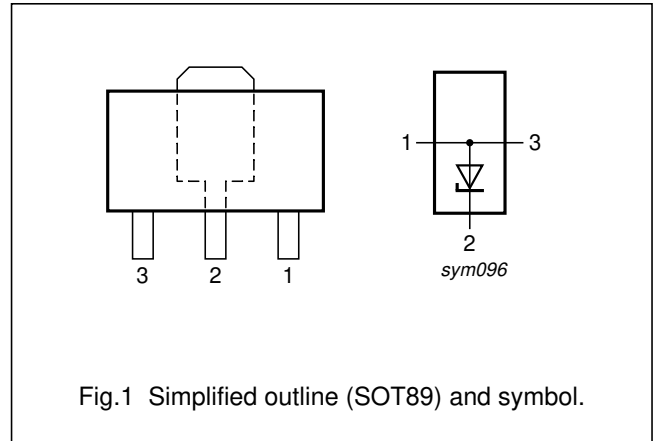 1 3
2
sym096
3 2 1
Fig.1 Simplified outline (SOT89) and symbol.